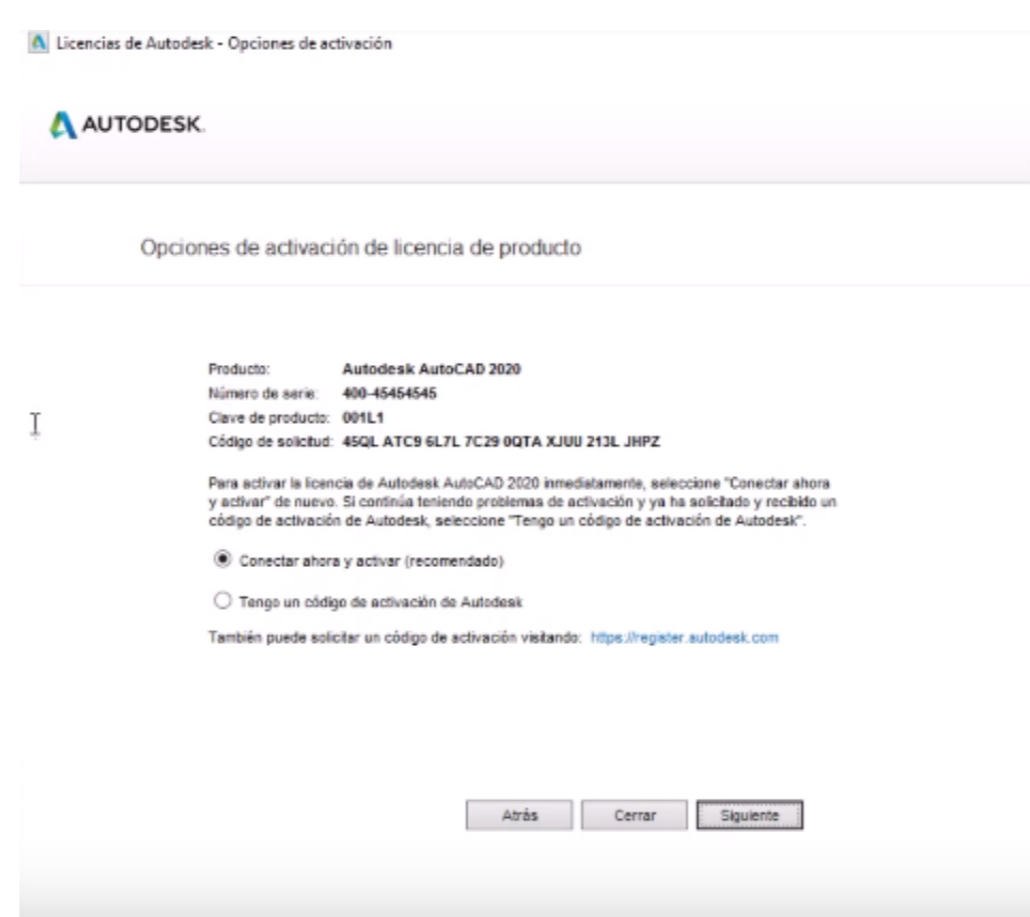 Licencias de Autodesk - Opciones de activación
AUTODESK.
Opciones de activación de licencia de producto
Producto: Autodesk AutoCAD 2020
Número de serie: 400-45454545
Clave de producto: 001L1
Código de solicitud: 45QL ATC9 6L7L 7C29 0QTA XJUU 213L JHPZ
Para activar la licencia de Autodesk AutoCAD 2020 inmediatamente, seleccione "Conectar ahora
y activar" de nuevo. Si continúa teniendo problemas de activación y ya ha solicitado y recibido un
código de activación de Autodesk, seleccione "Tengo un código de activación de Autodesk".
Conectar ahora y activar (recomendado)
Tengo un código de activación de Autodesk
También puede solicitar un código de activación visitando: https://register.autodesk.com
Atrás Cerrar Siguiente